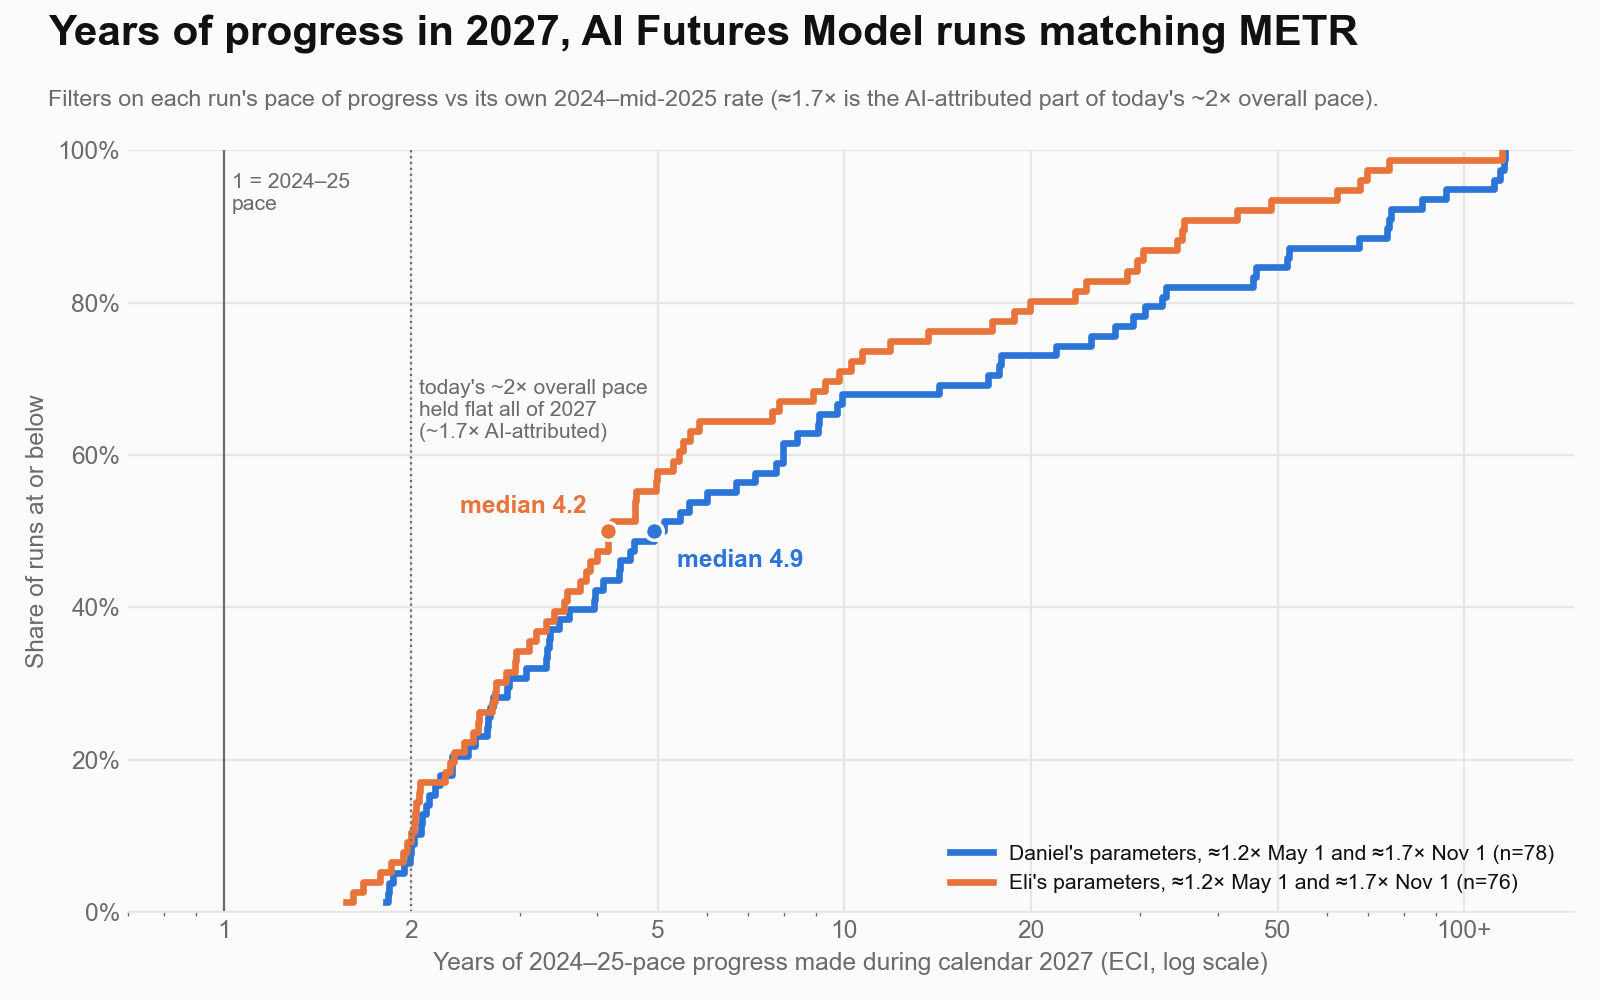 Years of progress in 2027, AI Futures Model runs matching METR
Filters on each run's pace of progress vs its own 2024–mid-2025 rate (≈1.7× is the AI-attributed part of today's ~2× overall pace).
100%
80%
60%
40%
20%
0%
Share of runs at or below
1 = 2024–25
pace
today's ~2× overall pace
held flat all of 2027
(~1.7× AI-attributed)
median 4.2
median 4.9
Daniel's parameters, ≈1.2× May 1 and ≈1.7× Nov 1 (n=78)
Eli's parameters, ≈1.2× May 1 and ≈1.7× Nov 1 (n=76)
1
2
5
10
20
50
100+
Years of 2024–25-pace progress made during calendar 2027 (ECI, log scale)